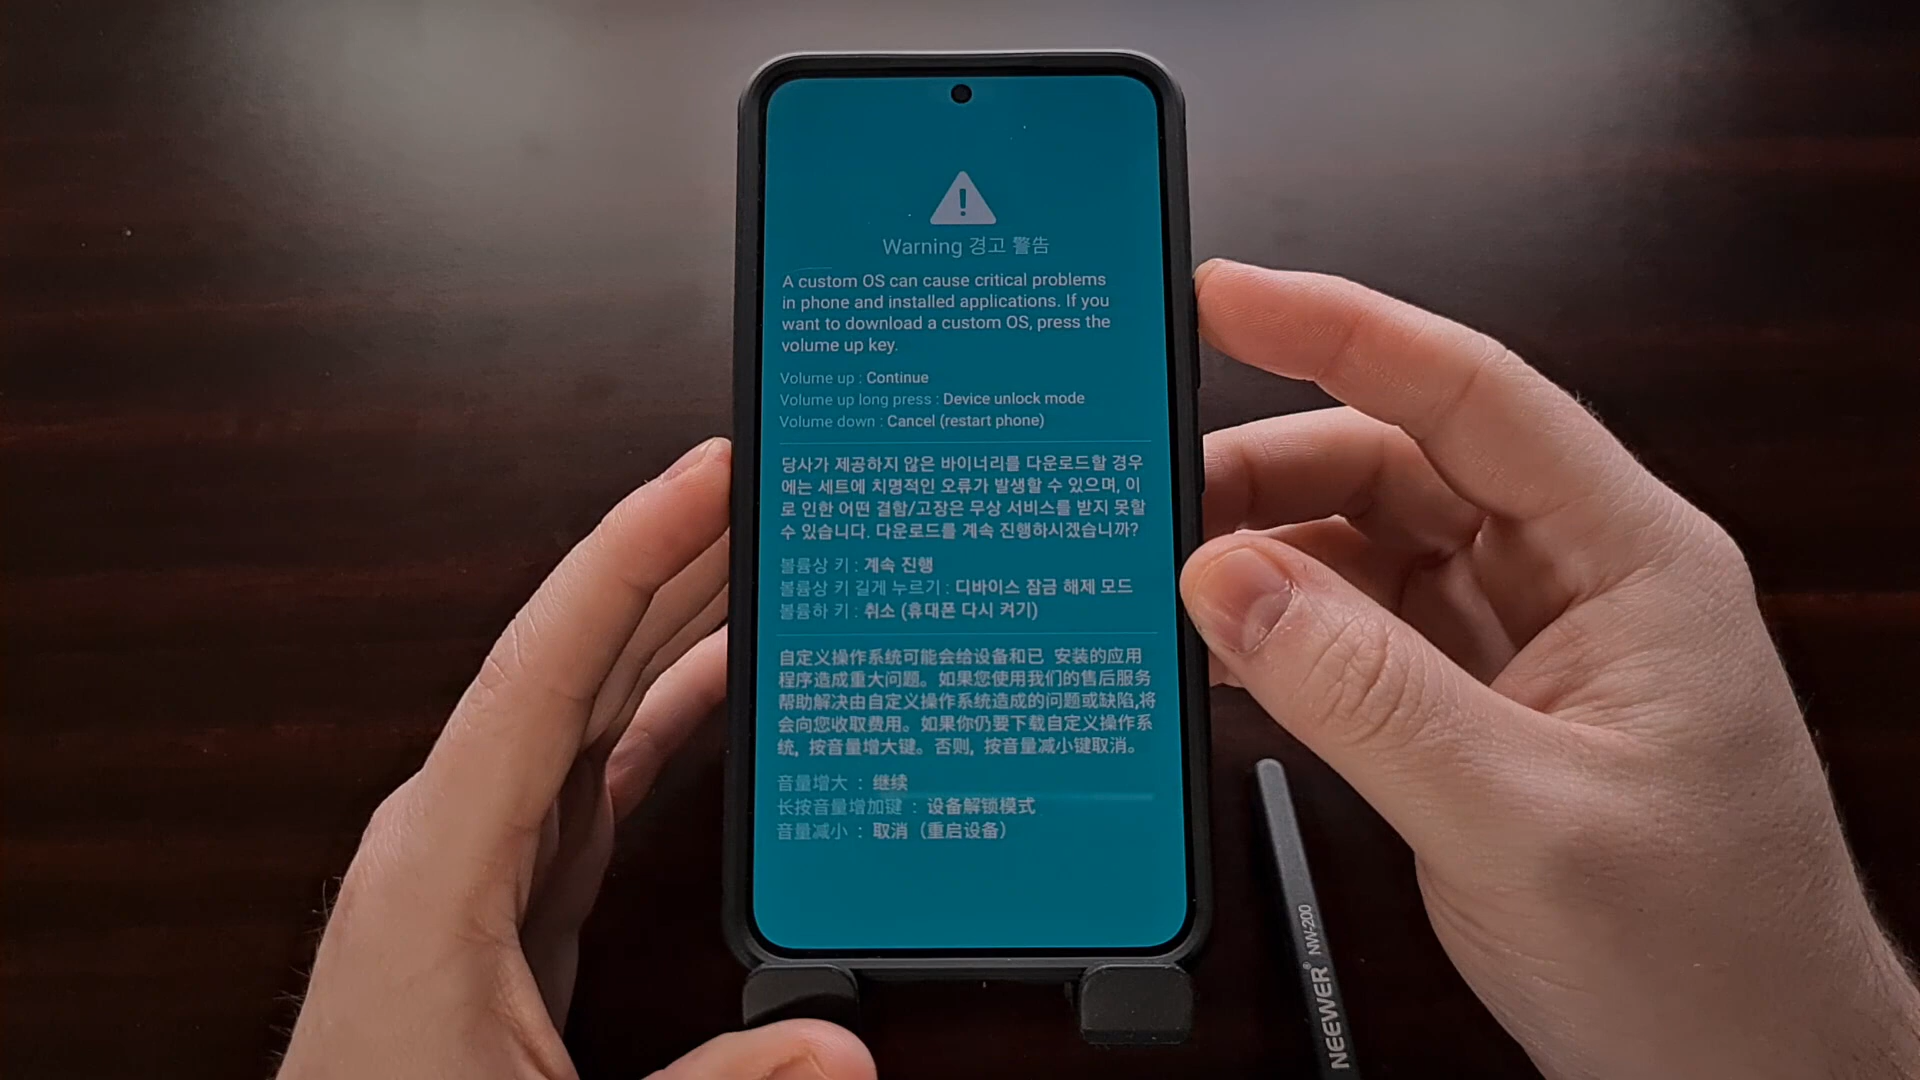 Warning 경고 警告
A custom OS can cause critical problems
in phone and installed applications. If you
want to download a custom OS, press the
volume up key.
Volume up : Continue
Volume up long press : Device unlock mode
Volume down : Cancel (restart phone)
당사가 제공하지 않은 바이너리를 다운로드할 경우
에는 세트에 치명적인 오류가 발생할 수 있으며, 이
로 인한 어떤 결함/고장은 무상 서비스를 받지 못할
수 있습니다. 다운로드를 계속 진행하시겠습니까?
볼륨상 키 : 계속 진행
볼륨상 키 길게 누르기 : 디바이스 잠금 해제 모드
볼륨하 키 : 취소 (휴대폰 다시 켜기)
自定义操作系统可能会给设备和已 安装的应用
程序造成重大问题。如果您使用我们的售后服务
帮助解决由自定义操作系统造成的问题或缺陷,将
会向您收取费用。如果你仍要下载自定义操作系
统, 按音量增大键。否则, 按音量减小键取消。
音量增大 : 继续
长按音量增加键 : 设备解锁模式
音量减小 : 取消（重启设备）
NEEWER® NW-200